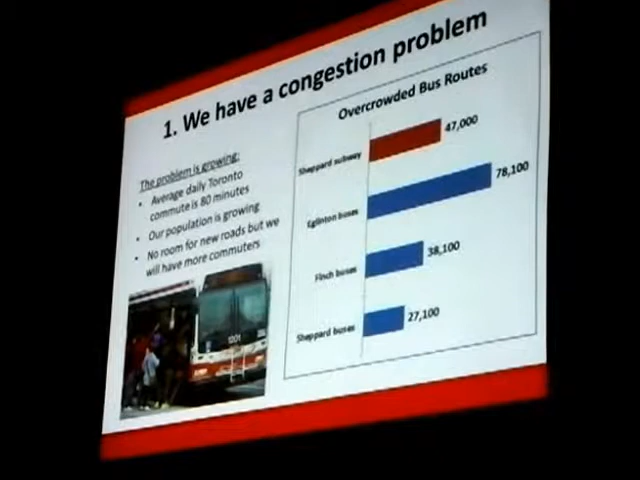 1. We have a congestion problem
The problem is growing:
• Average daily Toronto
commute is 80 minutes
• Our population is growing
• No room for new roads but we
will have more commuters
Overcrowded Bus Routes
Sheppard subway
47,000
Eglinton buses
78,100
Finch buses
38,100
Sheppard buses
27,100
1201